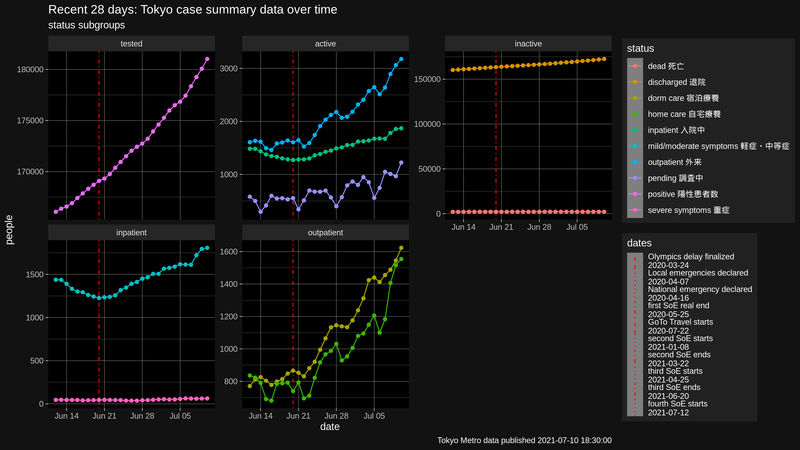 Recent 28 days: Tokyo case summary data over time
status subgroups
tested
active
inactive
180000
175000
170000
3000
2000
1000
150000
100000
50000
0
Jun 14
Jun 21
Jun 28
Jul 05
people
inpatient
outpatient
1500
1000
500
0
1600
1400
1200
1000
800
Jun 14
Jun 21
Jun 28
Jul 05
Jun 14
Jun 21
Jun 28
Jul 05
date
status
dead 死亡
discharged 退院
dorm care 宿泊療養
home care 自宅療養
inpatient 入院中
mild/moderate symptoms 軽症・中等症
outpatient 外来
pending 調査中
positive 陽性患者数
severe symptoms 重症
dates
Olympics delay finalized
2020-03-24
Local emergencies declared
2020-04-07
National emergency declared
2020-04-16
first SoE real end
2020-05-25
GoTo Travel starts
2020-07-22
second SoE starts
2021-01-08
second SoE ends
2021-03-22
third SoE starts
2021-04-25
third SoE ends
2021-06-20
fourth SoE starts
2021-07-12
Tokyo Metro data published 2021-07-10 18:30:00